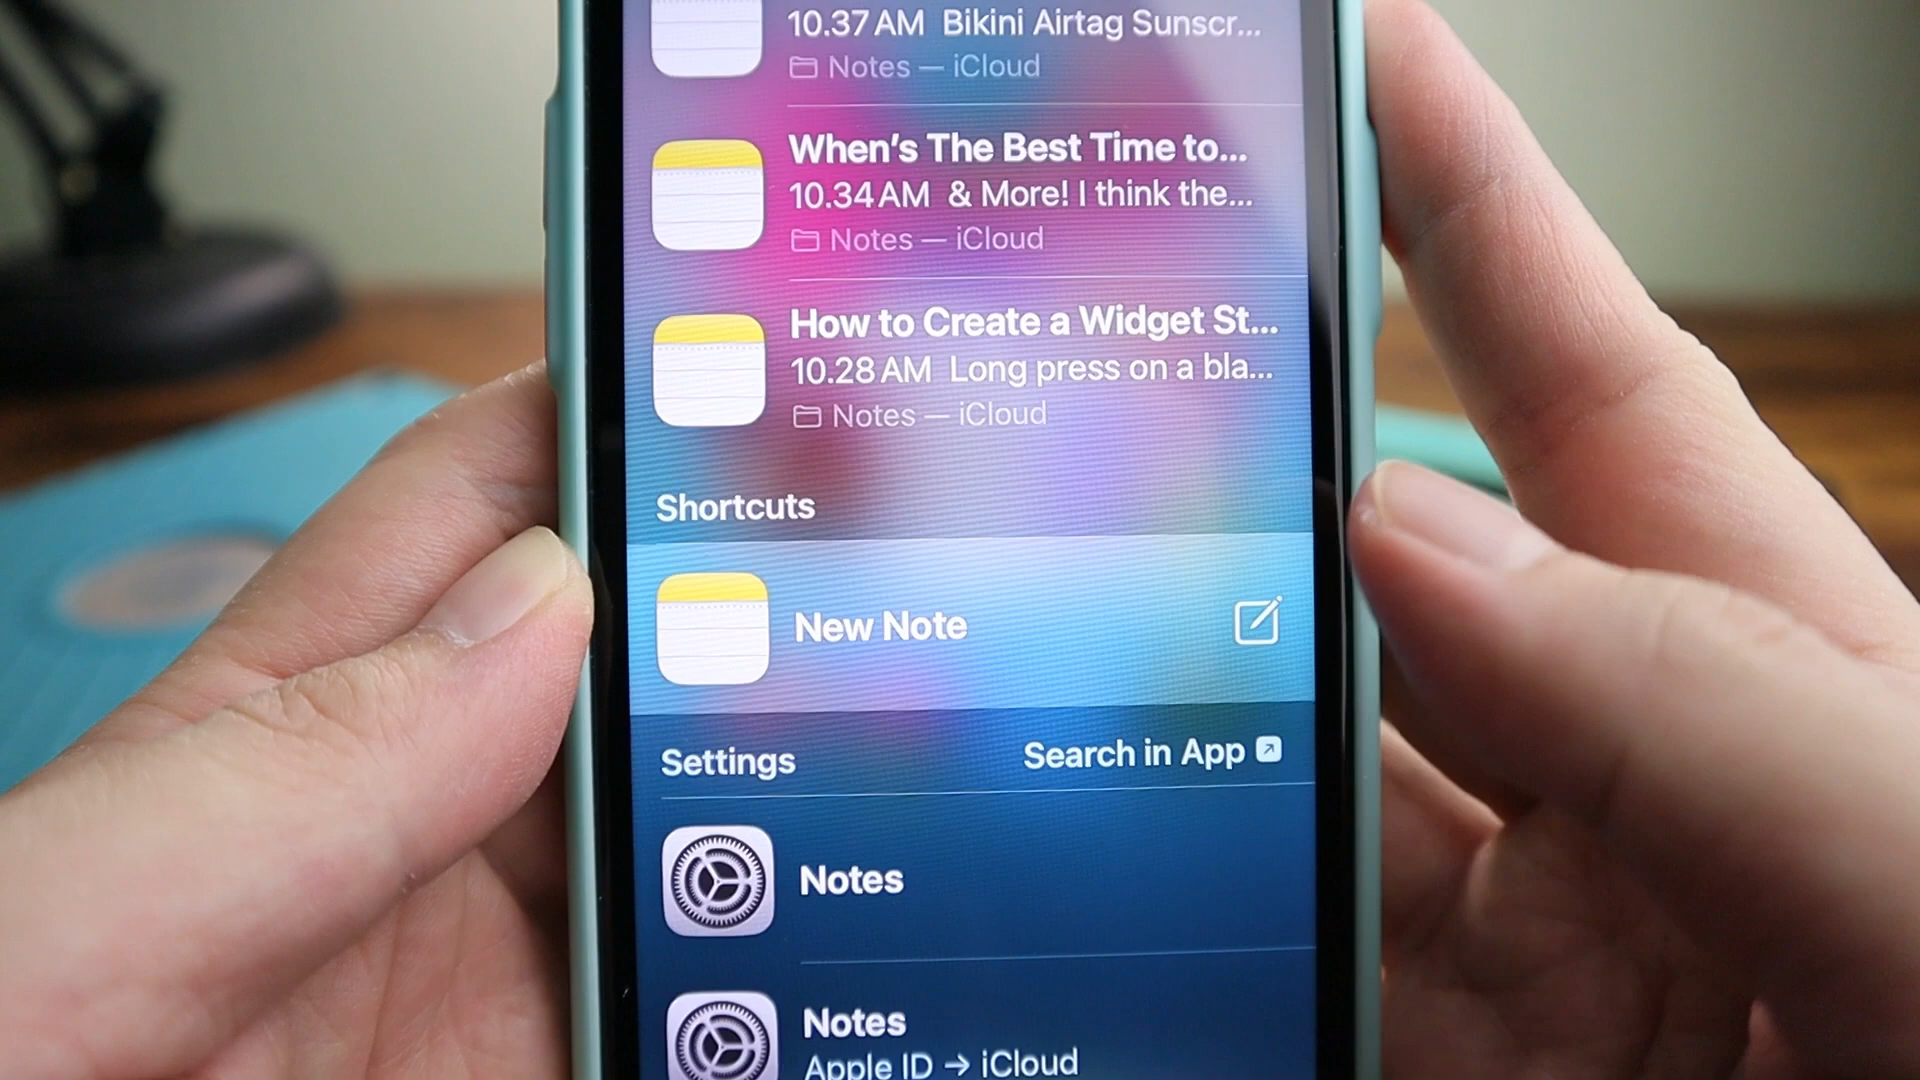 10.37 AM Bikini Airtag Sunscr...
Notes — iCloud
When's The Best Time to...
10.34 AM & More! I think the...
Notes — iCloud
How to Create a Widget St...
10.28 AM Long press on a bla...
Notes — iCloud
Shortcuts
New Note
Settings Search in App
Notes
Notes
Apple ID → iCloud